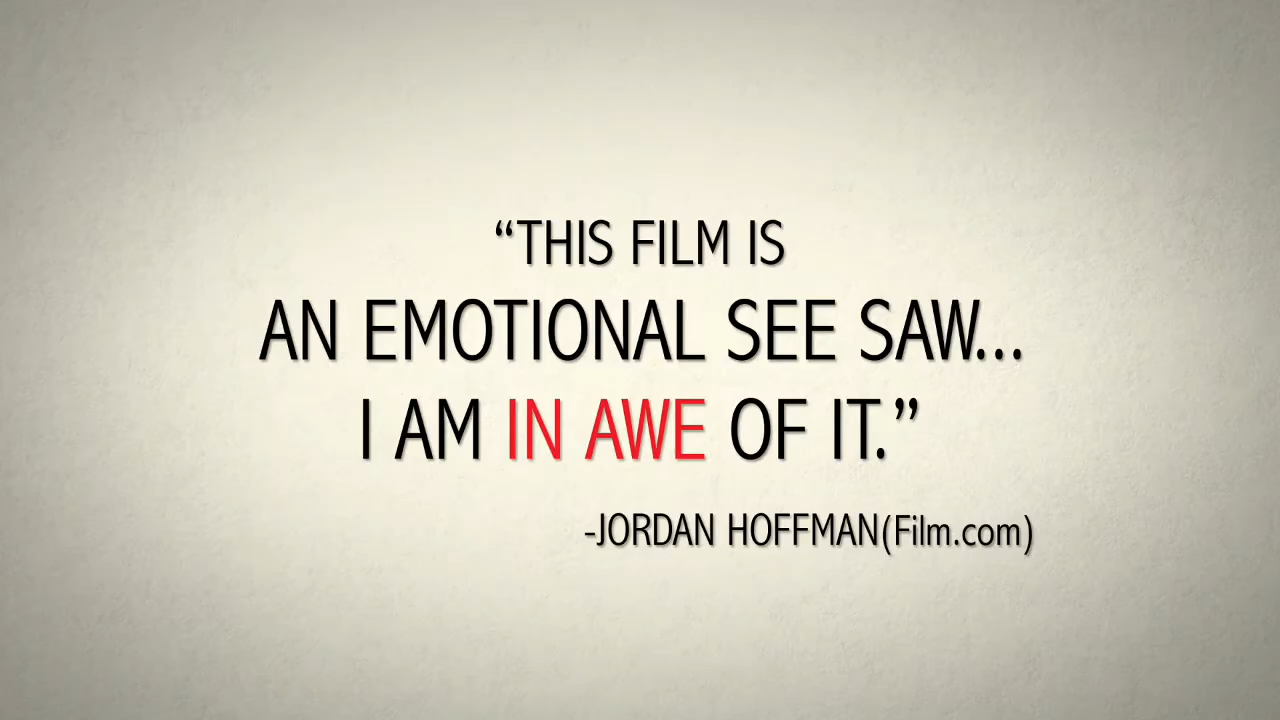 “THIS FILM IS
AN EMOTIONAL SEE SAW...
I AM IN AWE OF IT.”
-JORDAN HOFFMAN(Film.com)